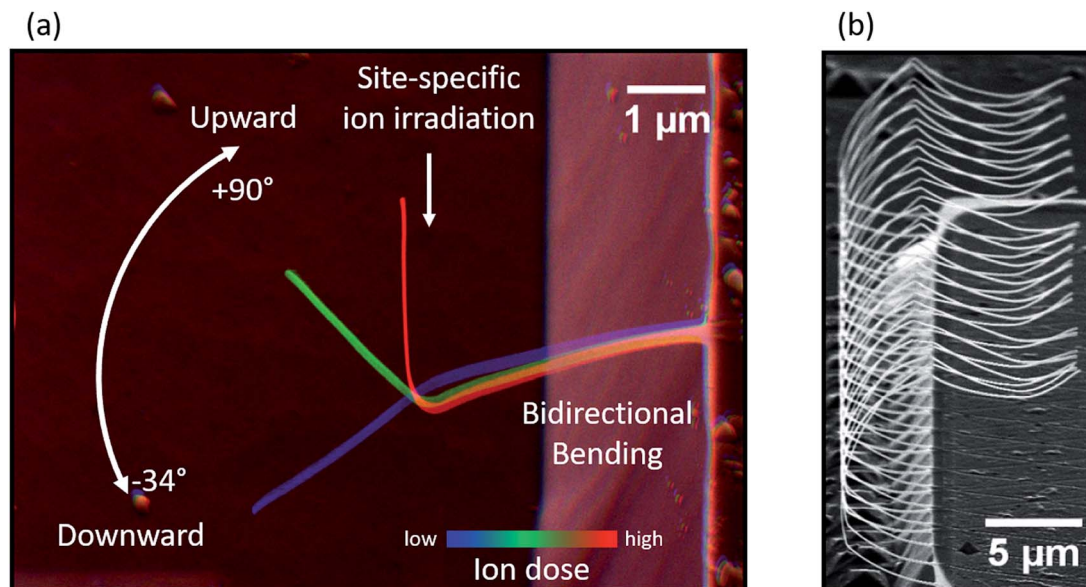 (a)
(b)
Site-specific
ion irradiation
1 μm
Upward
+90°
Bidirectional
Bending
-34°
Downward
low
high
Ion dose
5 μm